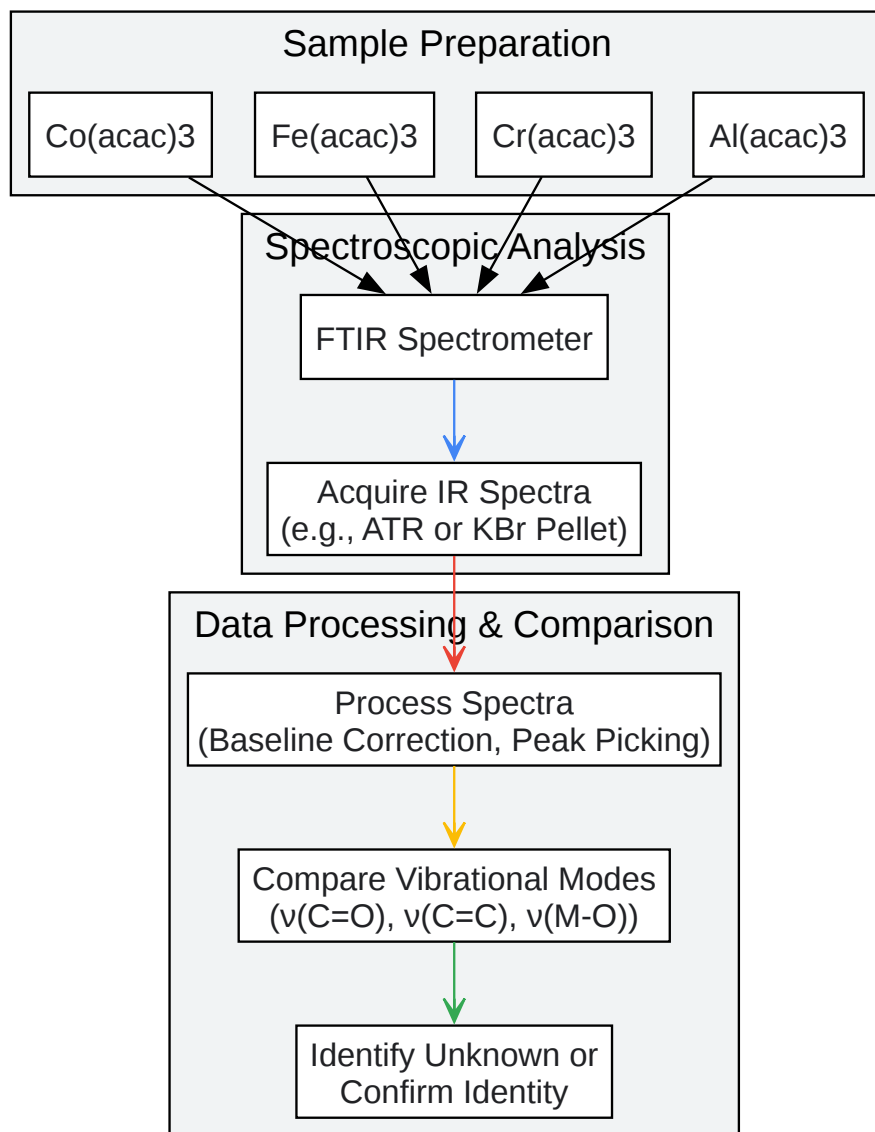 Sample Preparation
Co(acac)3
Fe(acac)3
Cr(acac)3
Al(acac)3
Spectroscopic Analysis
FTIR Spectrometer
Acquire IR Spectra
(e.g., ATR or KBr Pellet)
Data Processing & Comparison
Process Spectra
(Baseline Correction, Peak Picking)
Compare Vibrational Modes
(ν(C=O), ν(C=C), ν(M-O))
Identify Unknown or
Confirm Identity